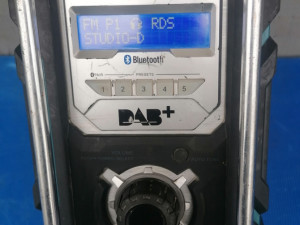 FM P1 RDS
STUDIO-D
Bluetooth
PRESETS
1 2 3 4 5
DAB+